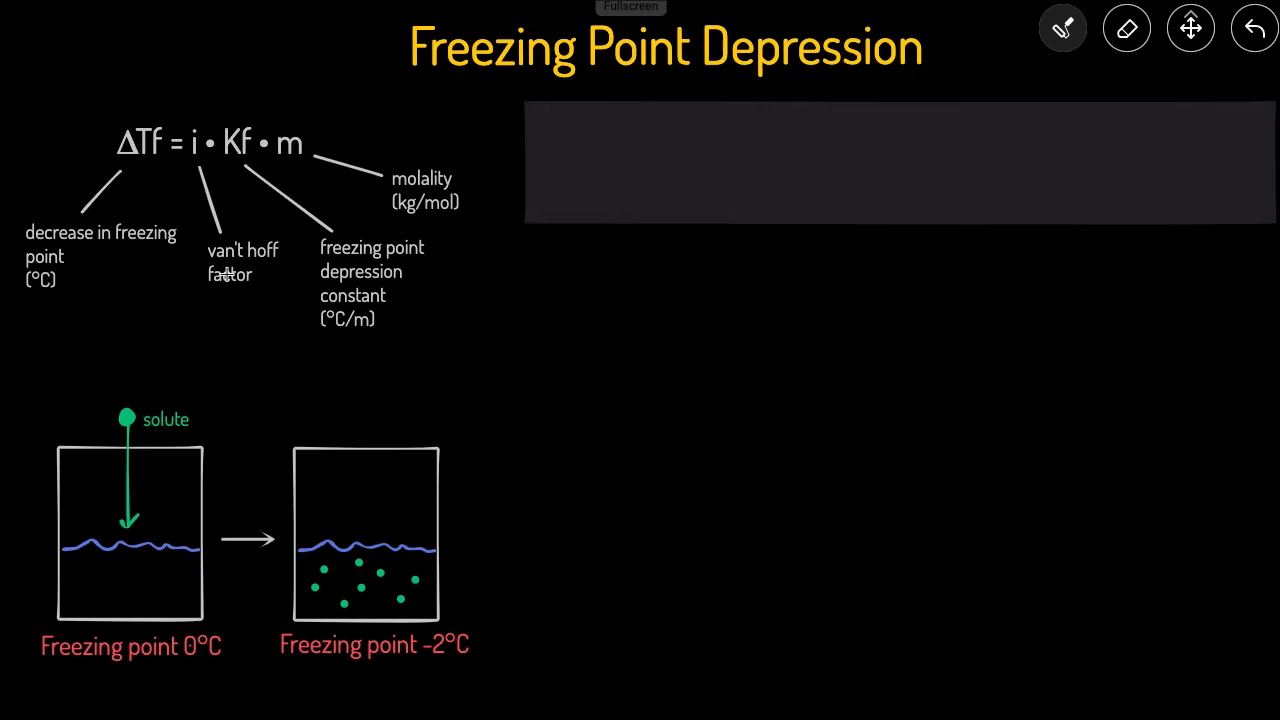 Fullscreen
Freezing Point Depression
ΔTf = i • Kf • m
molality
(kg/mol)
decrease in freezing
point
(°C)
van't hoff
factor
freezing point
depression
constant
(°C/m)
solute
Freezing point 0°C
Freezing point -2°C